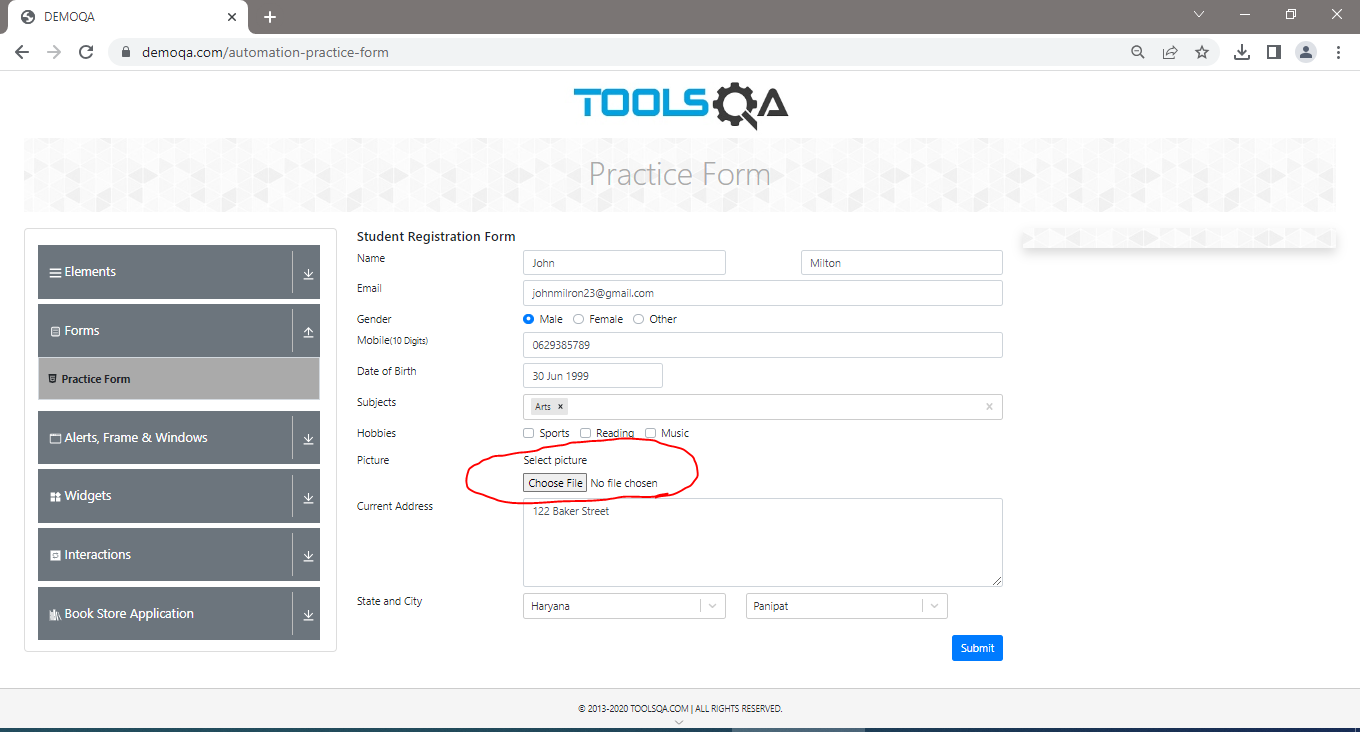 DEMOQA
demoqa.com/automation-practice-form
TOOLSQA
Practice Form
Elements
Forms
Practice Form
Alerts, Frame & Windows
Widgets
Interactions
Book Store Application
Student Registration Form
Name John Milton
Email johnmilron23@gmail.com
Gender Male Female Other
Mobile(10 Digits) 0629385789
Date of Birth 30 Jun 1999
Subjects Arts ×
Hobbies Sports Reading Music
Picture Select picture
Choose File No file chosen
Current Address 122 Baker Street
State and City Haryana Panipat
Submit
© 2013-2020 TOOLSQA.COM | ALL RIGHTS RESERVED.